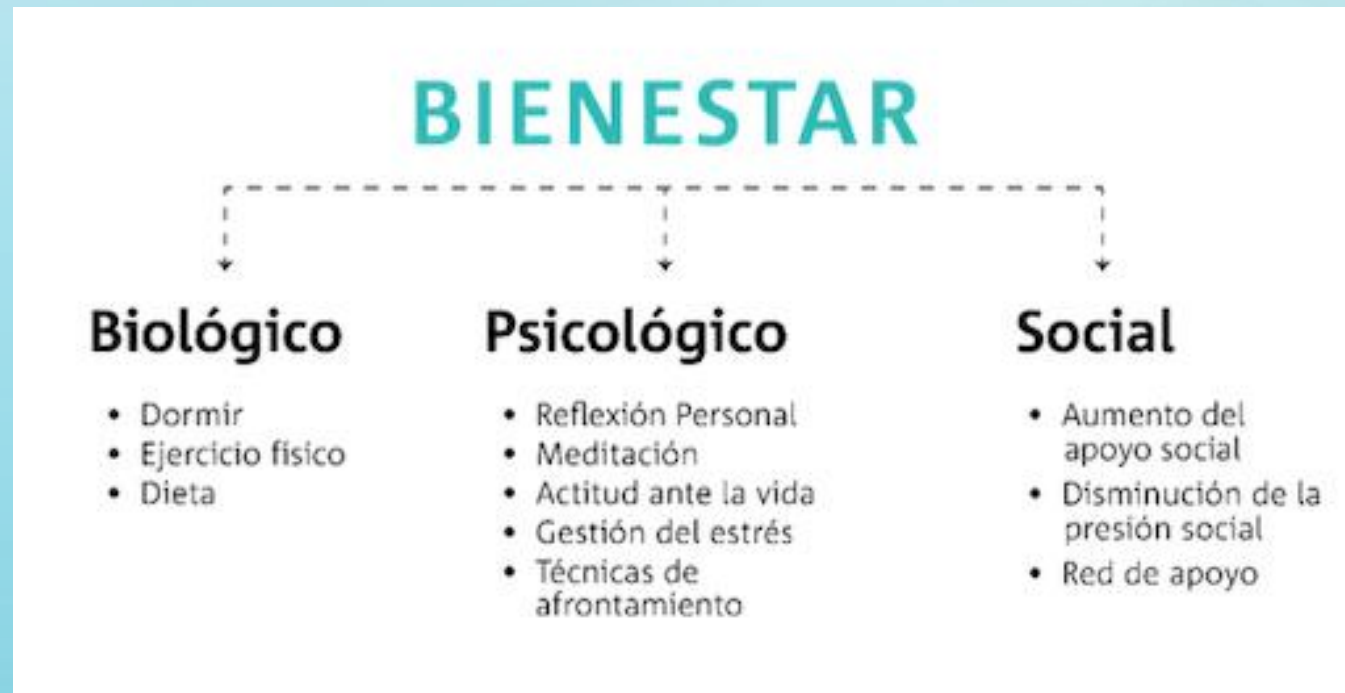 BIENESTAR
Biológico
• Dormir
• Ejercicio físico
• Dieta
Psicológico
• Reflexión Personal
• Meditación
• Actitud ante la vida
• Gestión del estrés
• Técnicas de
afrontamiento
Social
• Aumento del
apoyo social
• Disminución de la
presión social
• Red de apoyo